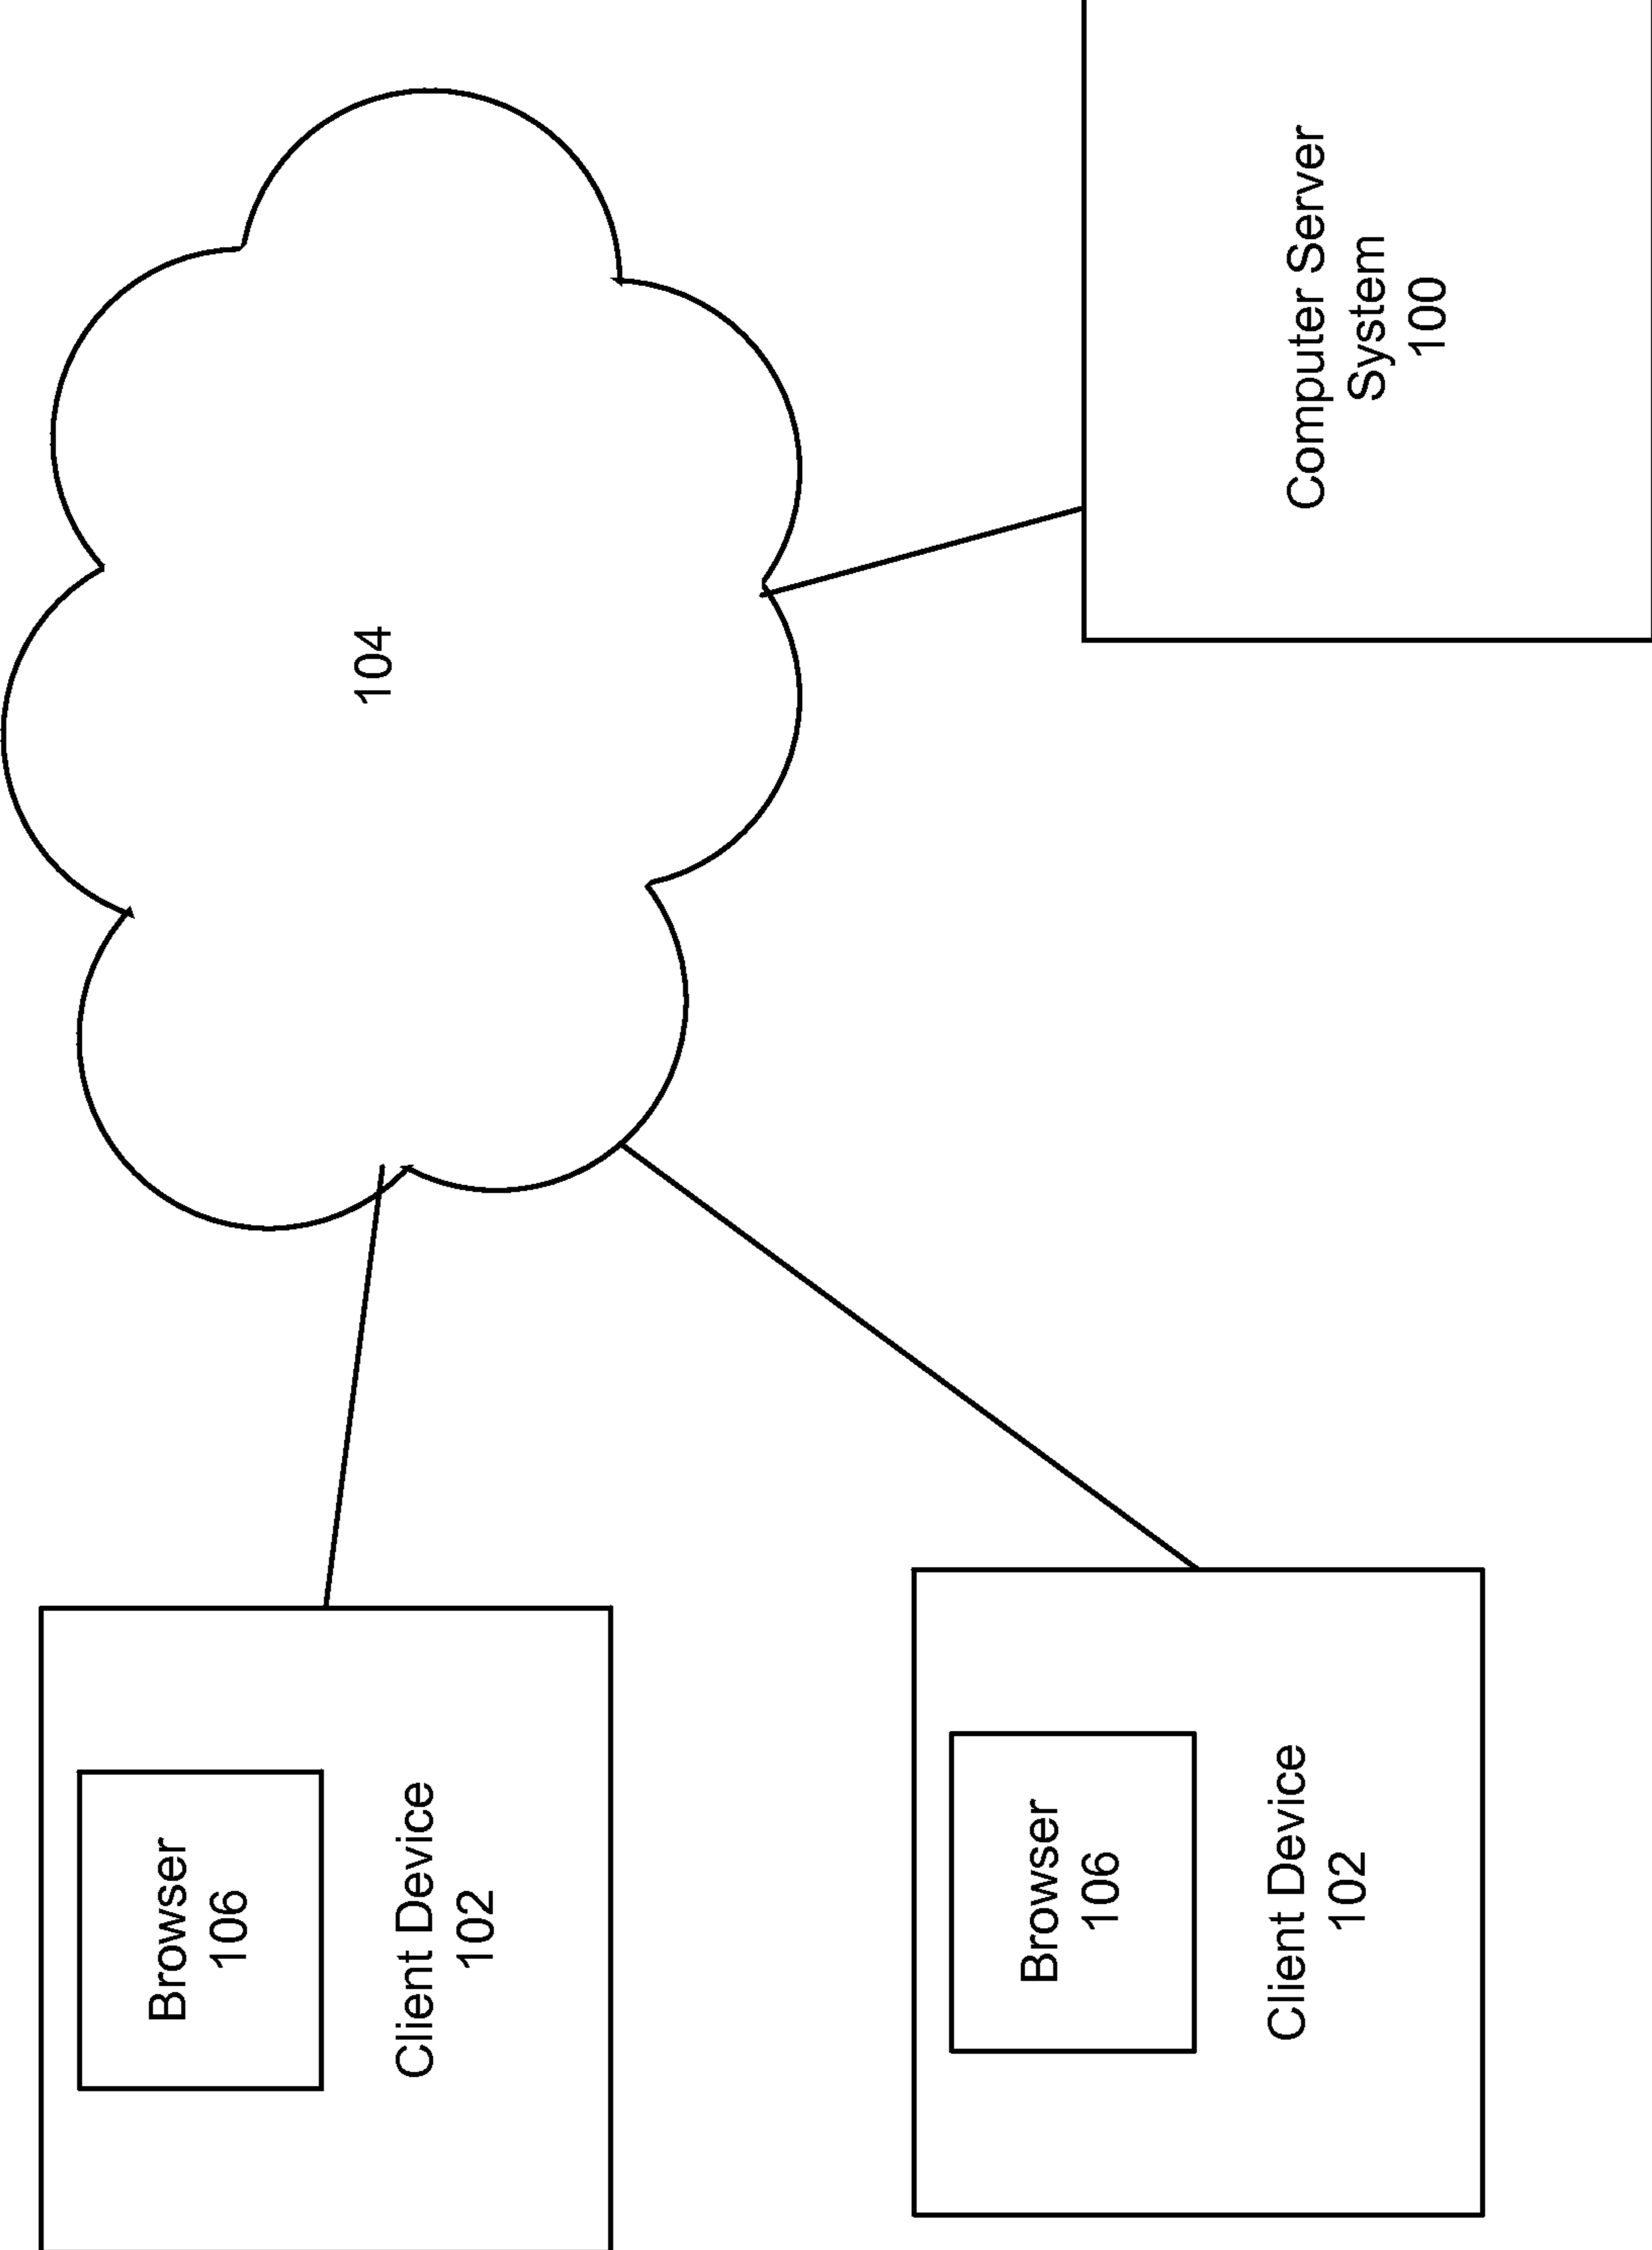 Browser
106
Client Device
102
104
Browser
106
Client Device
102
Computer Server
System
100